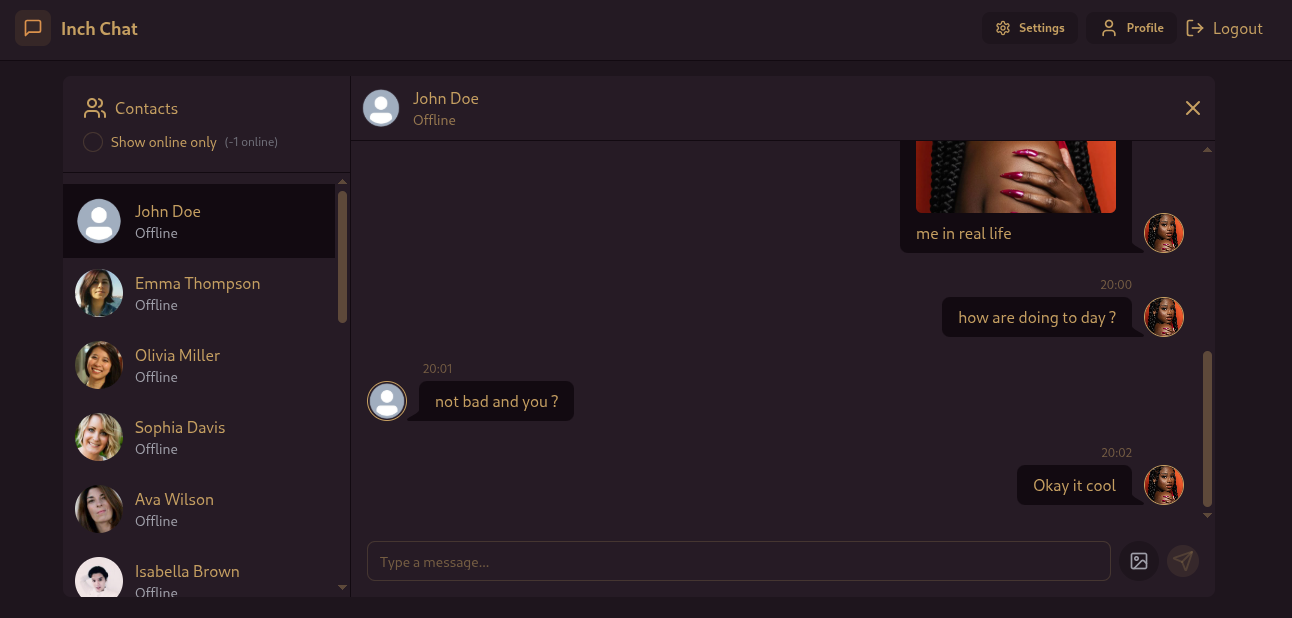 Inch Chat
Settings
Profile
Logout
Contacts
Show online only (-1 online)
John Doe
Offline
Emma Thompson
Offline
Olivia Miller
Offline
Sophia Davis
Offline
Ava Wilson
Offline
Isabella Brown
Offline
John Doe
Offline
me in real life
20:00
how are doing to day ?
20:01
not bad and you ?
20:02
Okay it cool
Type a message...